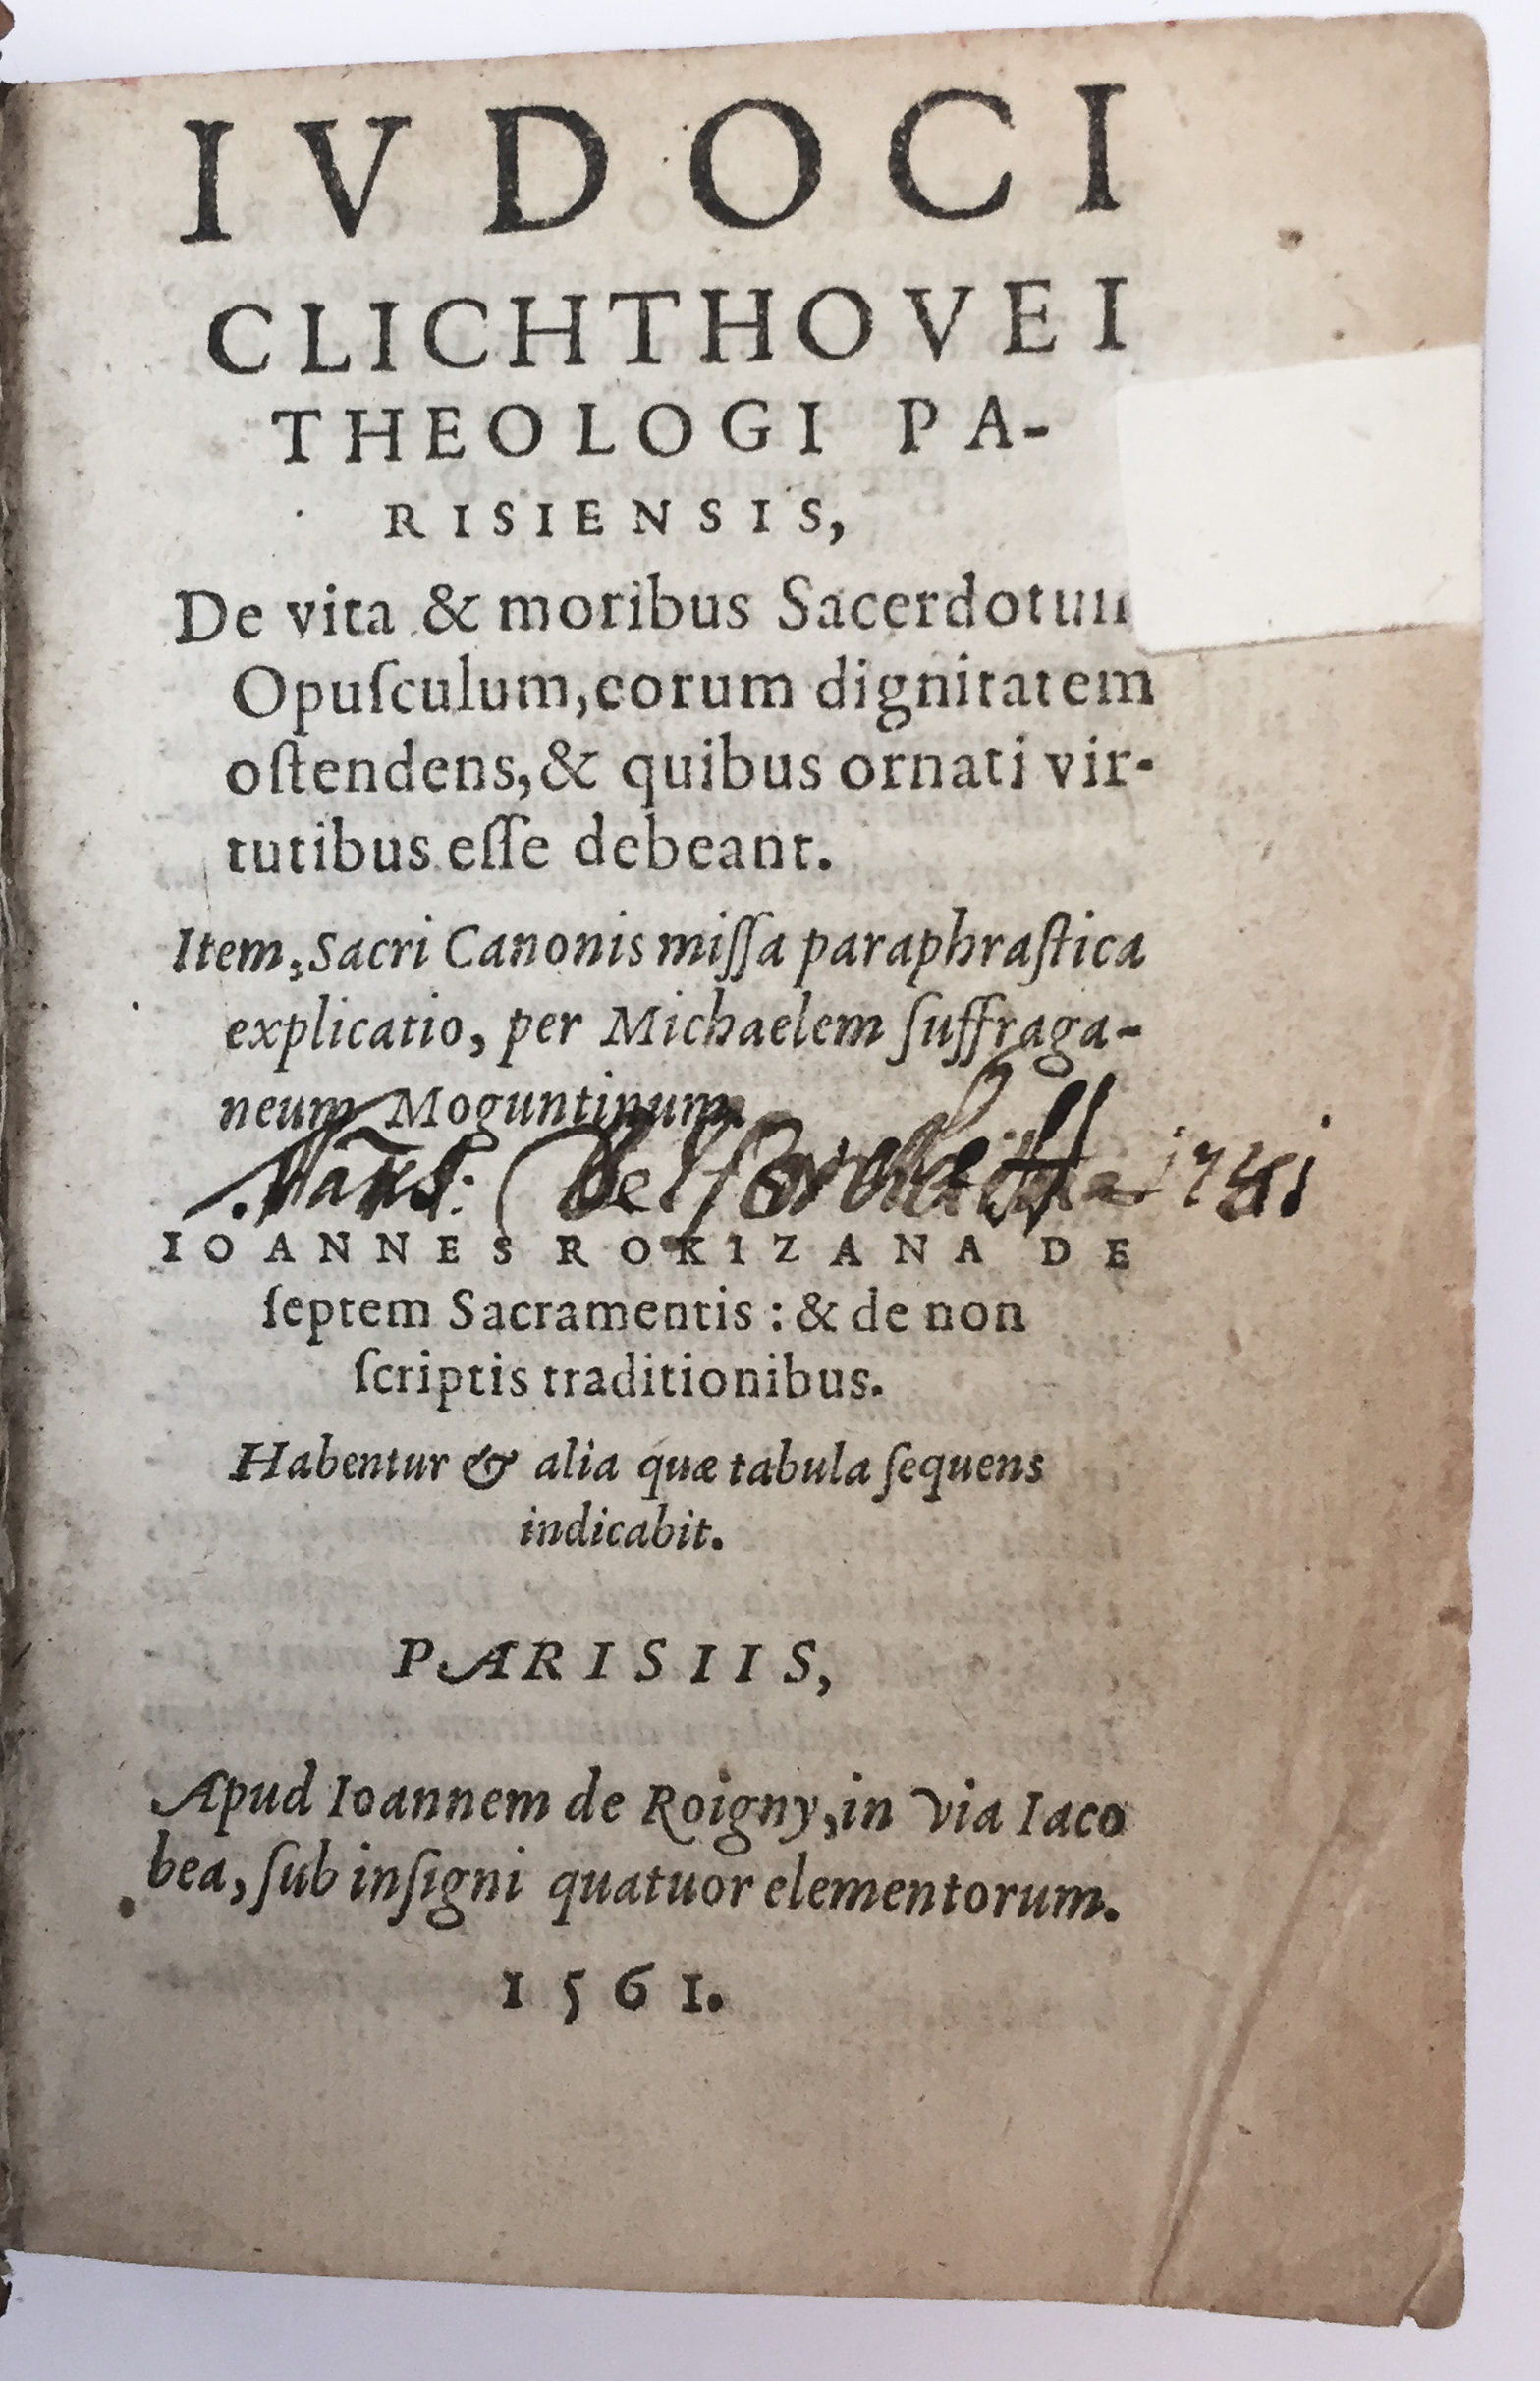 IVDOCI
CLICHTHOVEI
THEOLOGI PA-
RISIENSIS,
De vita & moribus Sacerdotum
Opuſculum, eorum dignitatem
oſtendens, & quibus ornati vir-
tutibus eſſe debeant.
Item, Sacri Canonis miſſa paraphraſtica
explicatio, per Michaelem ſuffraga-
neum Moguntinum.
IOANNES ROKIZANA DE
ſeptem Sacramentis : & de non
ſcriptis traditionibus.
Habentur & alia quæ tabula ſequens
indicabit.
PARISIIS,
Apud Ioannem de Roigny, in via Iaco
bea, ſub inſigni quatuor elementorum.
1561.